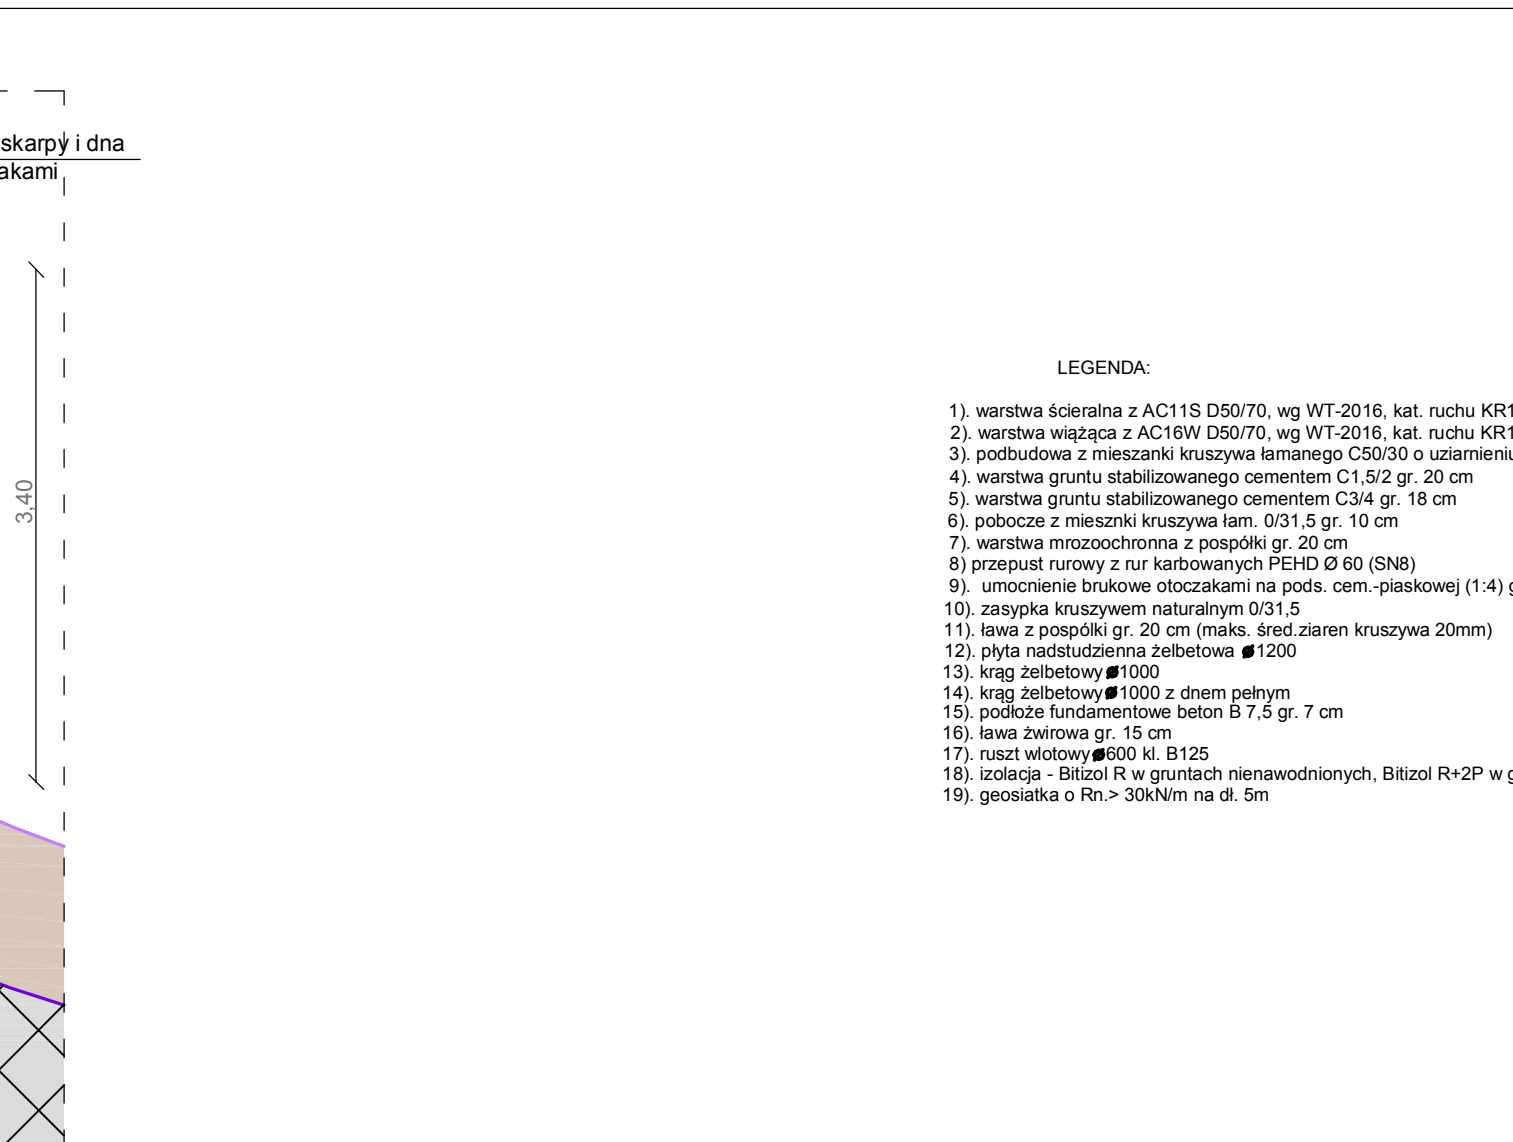 skarpy i dna
akami
3,40
LEGENDA:
1). warstwa ścieralna z AC11S D50/70, wg WT-2016, kat. ruchu KR1
2). warstwa wiążąca z AC16W D50/70, wg WT-2016, kat. ruchu KR1
3). podbudowa z mieszanki kruszywa łamanego C50/30 o uziarnieniu
4). warstwa gruntu stabilizowanego cementem C1,5/2 gr. 20 cm
5). warstwa gruntu stabilizowanego cementem C3/4 gr. 18 cm
6). pobocze z miesznki kruszywa łam. 0/31,5 gr. 10 cm
7). warstwa mrozoochronna z pospółki gr. 20 cm
8) przepust rurowy z rur karbowanych PEHD Ø 60 (SN8)
9). umocnienie brukowe otoczakami na pods. cem.-piaskowej (1:4) g
10). zasypka kruszywem naturalnym 0/31,5
11). ława z pospólki gr. 20 cm (maks. śred.ziaren kruszywa 20mm)
12). płyta nadstudzienna żelbetowa ø1200
13). krąg żelbetowyø1000
14). krąg żelbetowyø1000 z dnem pełnym
15). podłoże fundamentowe beton B 7,5 gr. 7 cm
16). ława żwirowa gr. 15 cm
17). ruszt wlotowyø600 kl. B125
18). izolacja - Bitizol R w gruntach nienawodnionych, Bitizol R+2P w g
19). geosiatka o Rn.> 30kN/m na dł. 5m